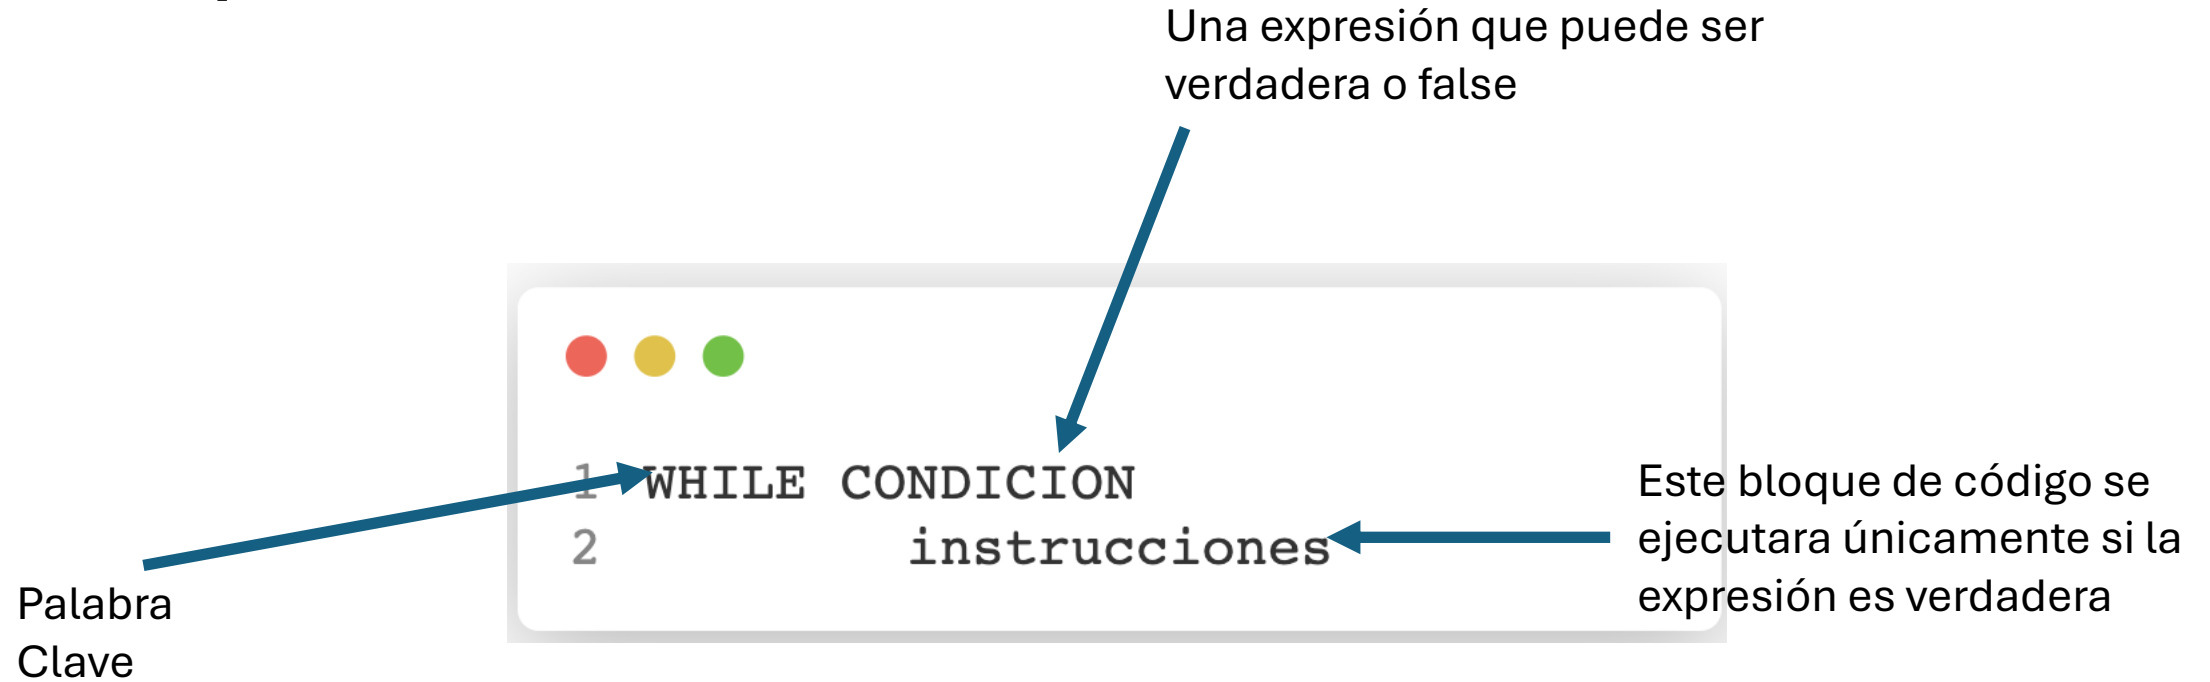 Una expresión que puede ser
verdadera o false
1 WHILE CONDICION
2 instrucciones
Este bloque de código se
ejecutara únicamente si la
expresión es verdadera
Palabra
Clave